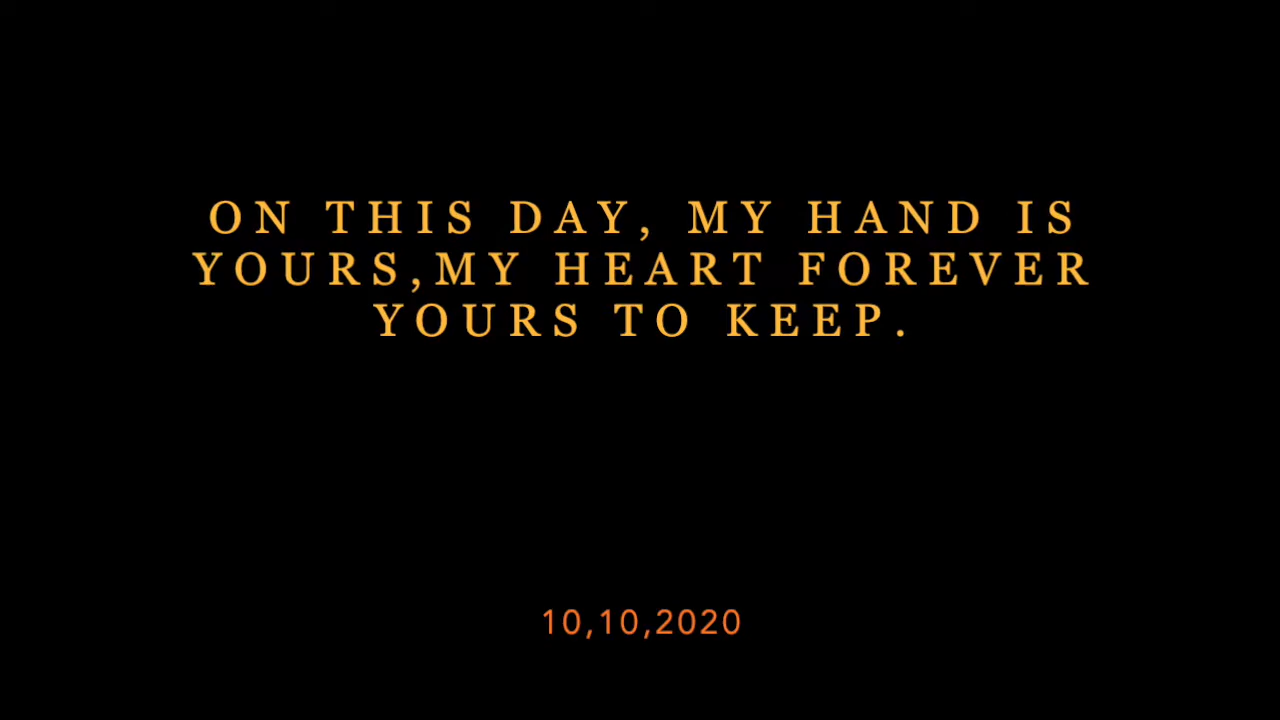 ON THIS DAY, MY HAND IS
YOURS,MY HEART FOREVER
YOURS TO KEEP.
10,10,2020